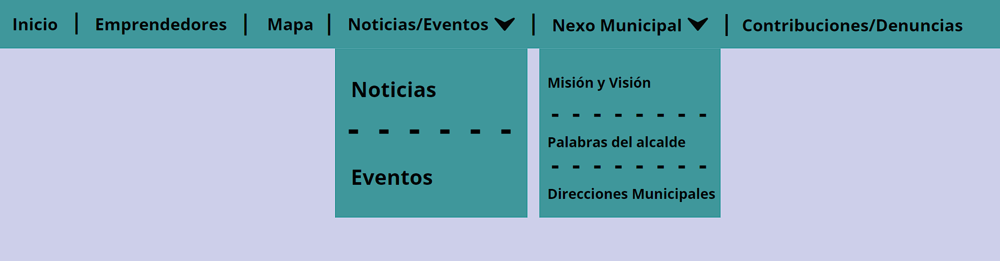 Inicio | Emprendedores | Mapa | Noticias/Eventos | Nexo Municipal | Contribuciones/Denuncias
Noticias
- - - - - -
Eventos
Misión y Visión
- - - - - - - -
Palabras del alcalde
- - - - - - - -
Direcciones Municipales